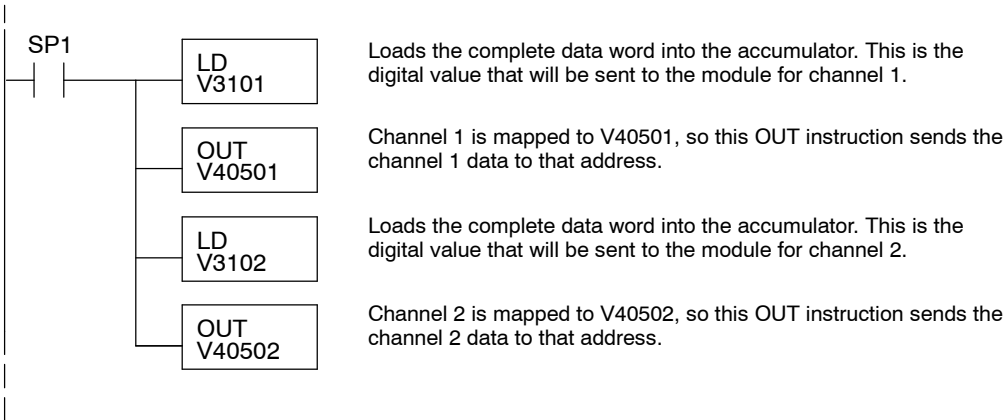 SP1
LD
V3101
Loads the complete data word into the accumulator. This is the
digital value that will be sent to the module for channel 1.
OUT
V40501
Channel 1 is mapped to V40501, so this OUT instruction sends the
channel 1 data to that address.
LD
V3102
Loads the complete data word into the accumulator. This is the
digital value that will be sent to the module for channel 2.
OUT
V40502
Channel 2 is mapped to V40502, so this OUT instruction sends the
channel 2 data to that address.